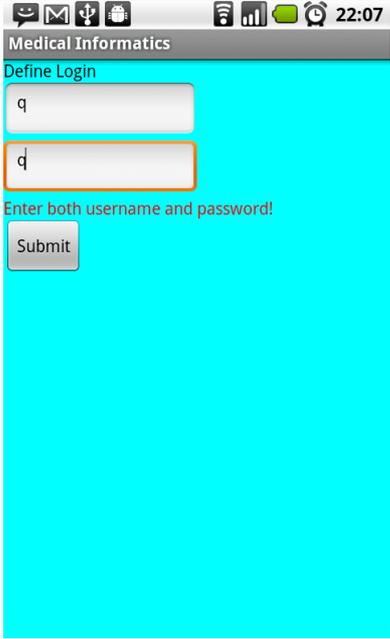 22:07
Medical Informatics
Define Login
q
q
Enter both username and password!
Submit